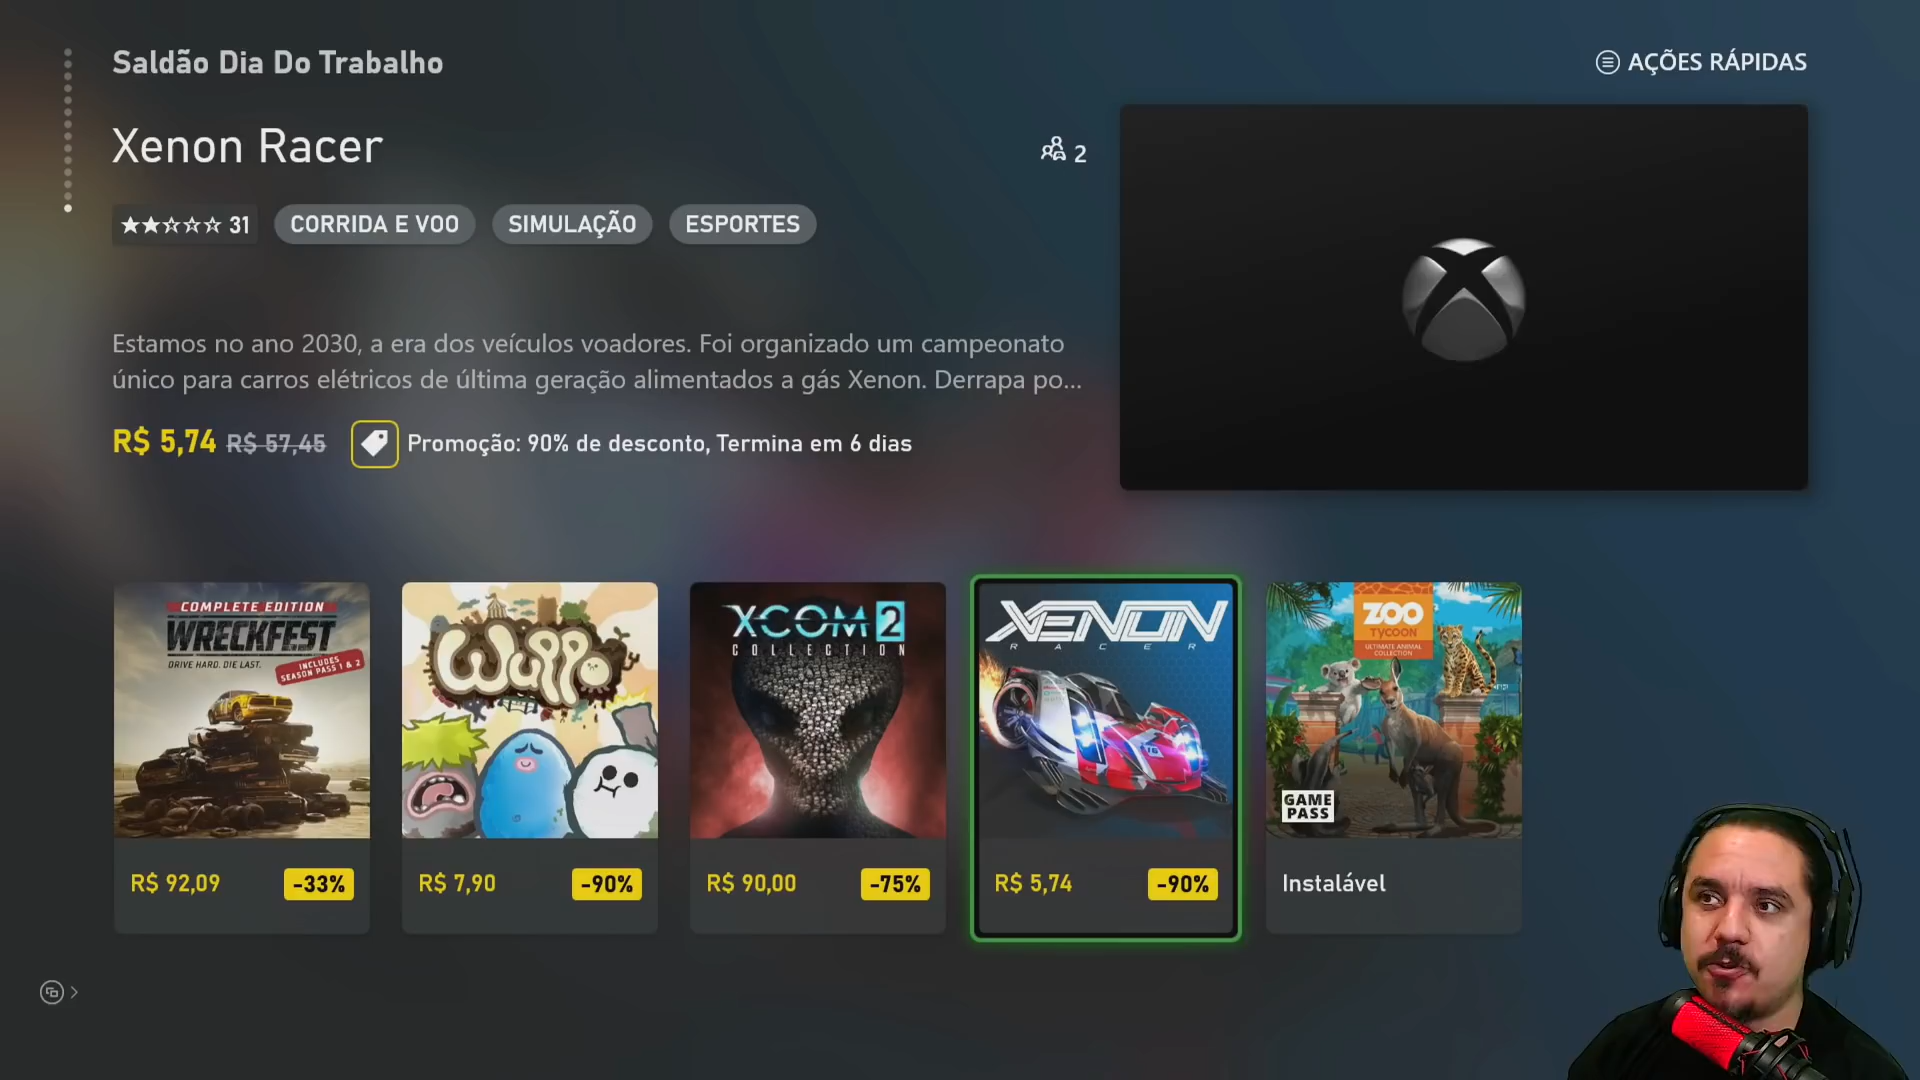 Saldão Dia Do Trabalho
AÇÕES RÁPIDAS
Xenon Racer
2
31
CORRIDA E VOO
SIMULAÇÃO
ESPORTES
Estamos no ano 2030, a era dos veículos voadores. Foi organizado um campeonato
único para carros elétricos de última geração alimentados a gás Xenon. Derrapa po...
R$ 5,74 R$ 57,45 Promoção: 90% de desconto, Termina em 6 dias
COMPLETE EDITION
WRECKFEST
DRIVE HARD. DIE LAST.
INCLUDES
SEASON PASS 1 & 2
R$ 92,09 -33%
Wuppo
R$ 7,90 -90%
XCOM 2
COLLECTION
R$ 90,00 -75%
XENON
RACER
16
R$ 5,74 -90%
ZOO
TYCOON
ULTIMATE ANIMAL
COLLECTION
GAME
PASS
Instalável